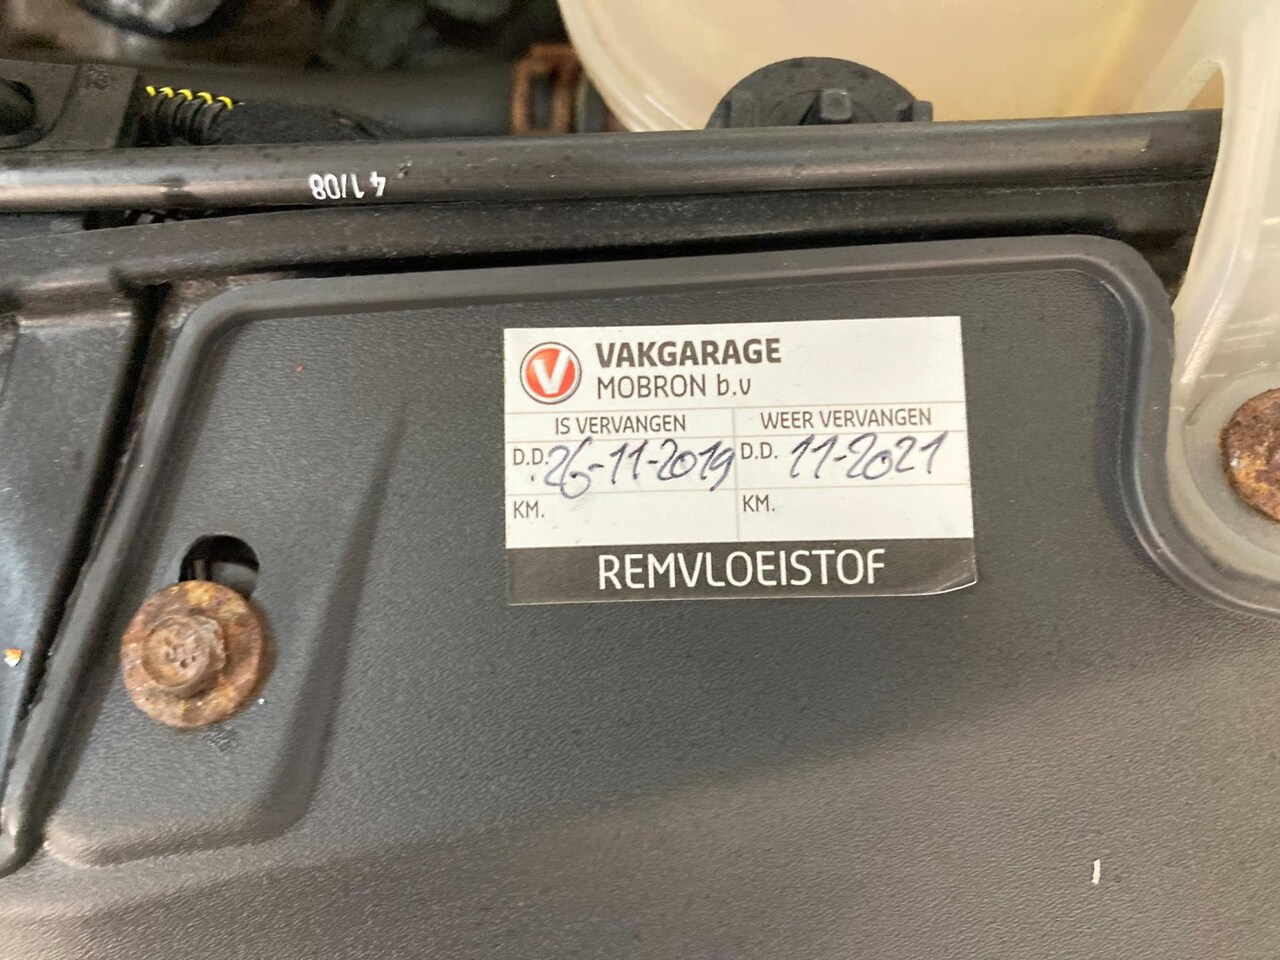 4 1/08
V VAKGARAGE
MOBRON b.v
IS VERVANGEN WEER VERVANGEN
D.D. 26-11-2019 D.D. 11-2021
KM. KM.
REMVLOEISTOF